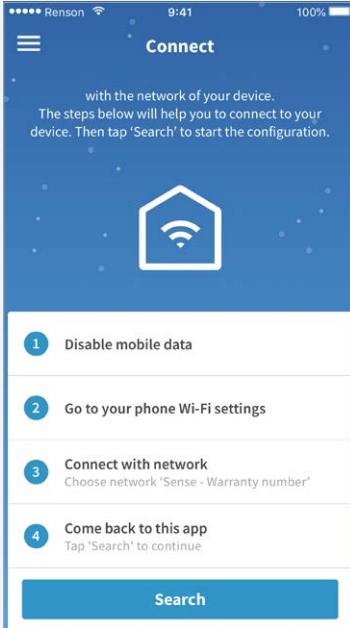 Renson 9:41 100%
Connect
with the network of your device.
The steps below will help you to connect to your
device. Then tap ‘Search’ to start the configuration.
1 Disable mobile data
2 Go to your phone Wi-Fi settings
3 Connect with network
Choose network ‘Sense - Warranty number’
4 Come back to this app
Tap 'Search' to continue
Search